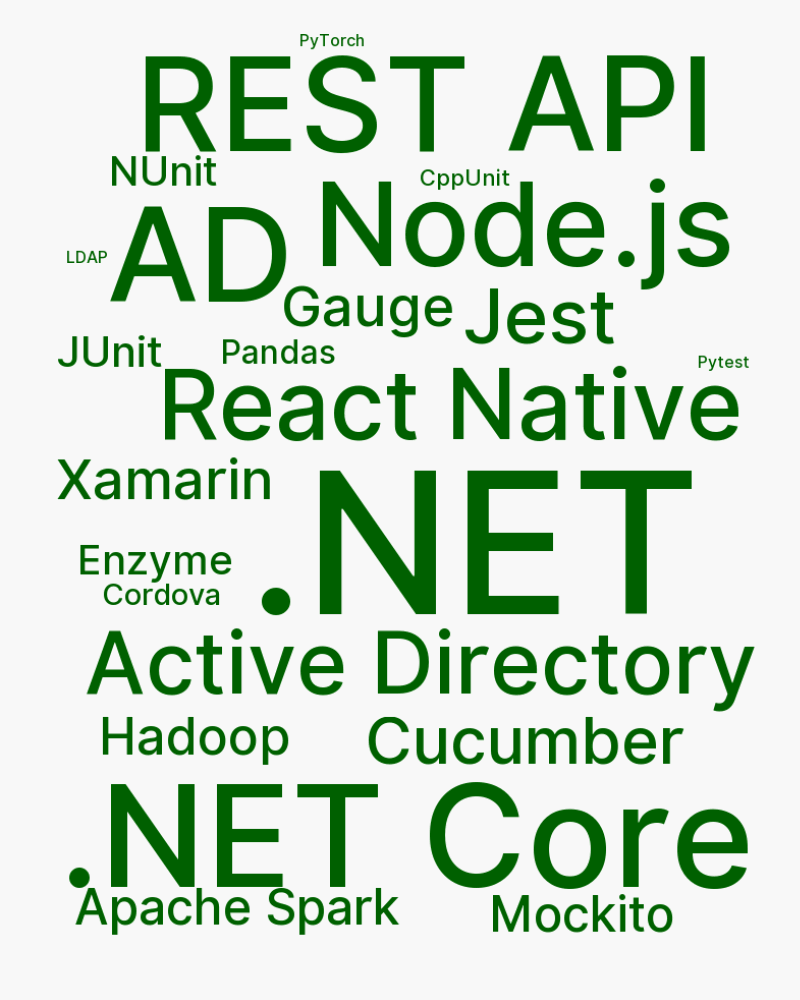 PyTorch
REST API
NUnit
CppUnit
Node.js
AD
LDAP
Gauge
Jest
JUnit
Pandas
Pytest
React Native
Xamarin
.NET
Enzyme
Cordova
Active Directory
Hadoop
Cucumber
.NET Core
Apache Spark
Mockito